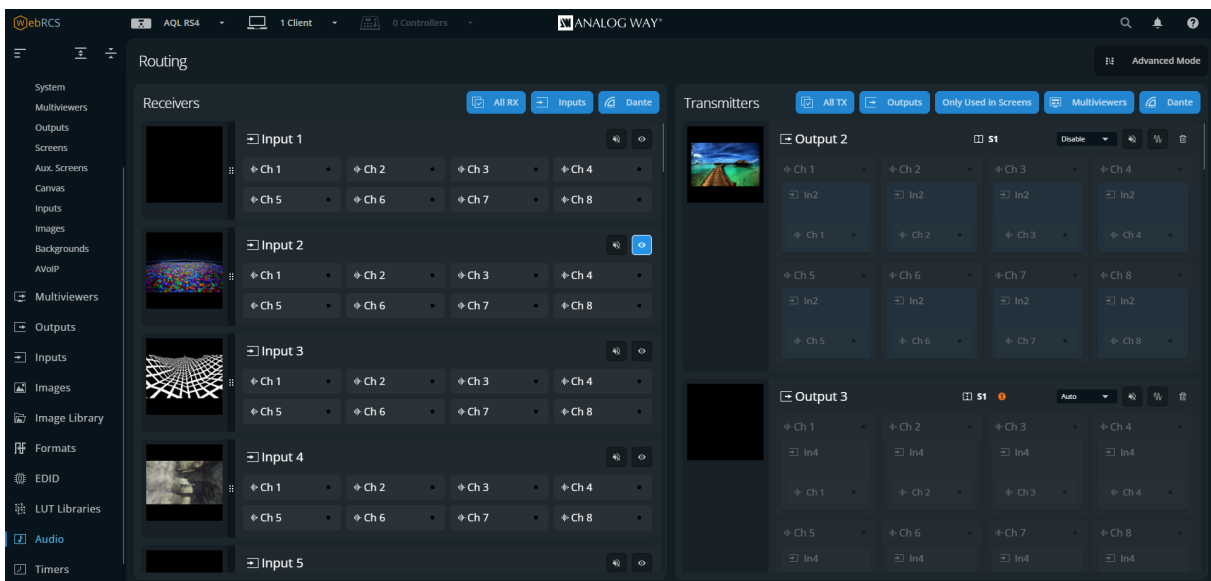 WebRCS
AQL RS4
1 Client
0 Controllers
ANALOG WAY®
Routing
Advanced Mode
System
Multiviewers
Outputs
Screens
Aux. Screens
Canvas
Inputs
Images
Backgrounds
AVoIP
Multiviewers
Outputs
Inputs
Images
Image Library
Formats
EDID
LUT Libraries
Audio
Timers
Receivers
All RX
Inputs
Dante
Input 1
Ch 1 Ch 2 Ch 3 Ch 4
Ch 5 Ch 6 Ch 7 Ch 8
Input 2
Ch 1 Ch 2 Ch 3 Ch 4
Ch 5 Ch 6 Ch 7 Ch 8
Input 3
Ch 1 Ch 2 Ch 3 Ch 4
Ch 5 Ch 6 Ch 7 Ch 8
Input 4
Ch 1 Ch 2 Ch 3 Ch 4
Ch 5 Ch 6 Ch 7 Ch 8
Input 5
Transmitters
All TX
Outputs
Only Used in Screens
Multiviewers
Dante
Output 2 S1 Disable
Ch 1 Ch 2 Ch 3 Ch 4
In2 In2 In2 In2
Ch 1 Ch 2 Ch 3 Ch 4
Ch 5 Ch 6 Ch 7 Ch 8
In2 In2 In2 In2
Ch 5 Ch 6 Ch 7 Ch 8
Output 3 S1 Auto
Ch 1 Ch 2 Ch 3 Ch 4
In4 In4 In4 In4
Ch 1 Ch 2 Ch 3 Ch 4
Ch 5 Ch 6 Ch 7 Ch 8
In4 In4 In4 In4